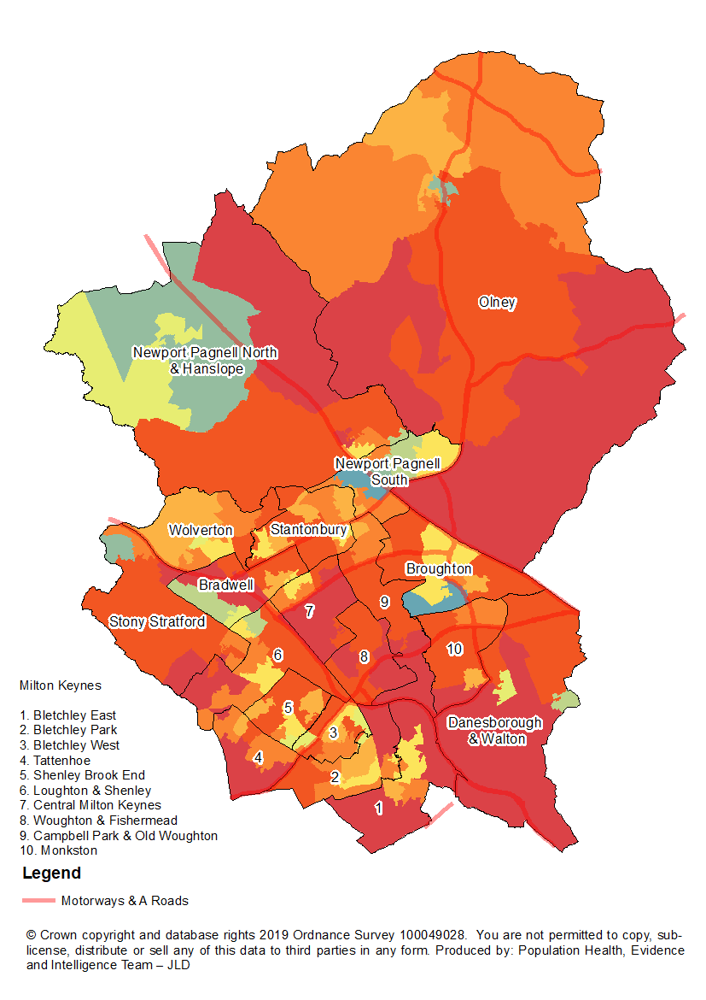 Olney
Newport Pagnell North
& Hanslope
Newport Pagnell
South
Wolverton
Stantonbury
Broughton
Bradwell
9
7
Stony Stratford
10
6
8
Milton Keynes
1. Bletchley East
2. Bletchley Park
3. Bletchley West
4. Tattenhoe
5. Shenley Brook End
6. Loughton & Shenley
7. Central Milton Keynes
8. Woughton & Fishermead
9. Campbell Park & Old Woughton
10. Monkston
5
Danesborough
& Walton
3
4
2
1
Legend
Motorways & A Roads
© Crown copyright and database rights 2019 Ordnance Survey 100049028. You are not permitted to copy, sub-
license, distribute or sell any of this data to third parties in any form. Produced by: Population Health, Evidence
and Intelligence Team – JLD